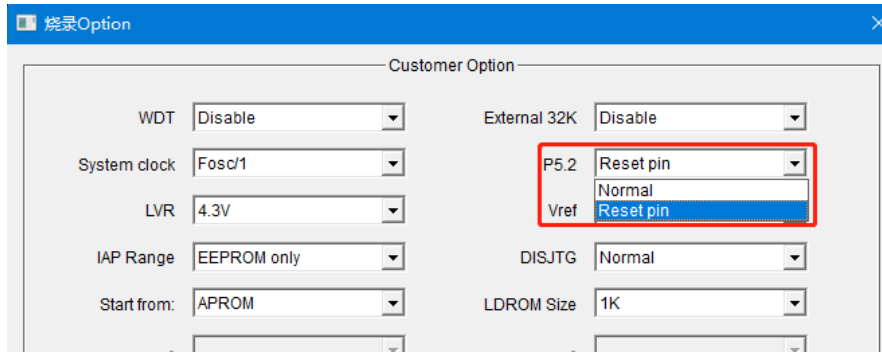 烧录Option
Customer Option
WDT Disable External 32K Disable
System clock Fosc/1 P5.2 Reset pin
Normal
LVR 4.3V Vref Reset pin
IAP Range EEPROM only DISJTG Normal
Start from: APROM LDROM Size 1K